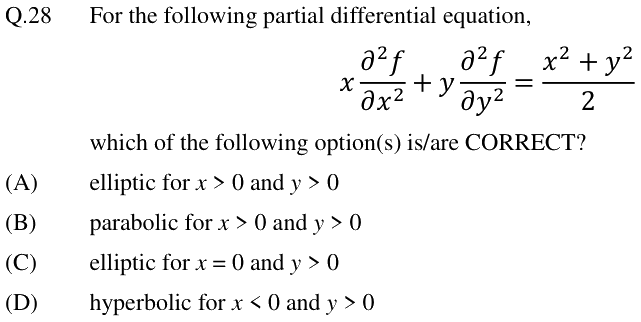 Q.28 For the following partial differential equation,
x ∂²f/∂x² + y ∂²f/∂y² = (x² + y²)/2
which of the following option(s) is/are CORRECT?
(A) elliptic for x > 0 and y > 0
(B) parabolic for x > 0 and y > 0
(C) elliptic for x = 0 and y > 0
(D) hyperbolic for x < 0 and y > 0